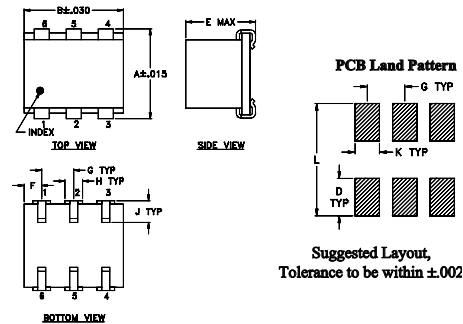 B±.030
6 5 4
A±.015
1 2 3
INDEX
TOP VIEW
E MAX
SIDE VIEW
PCB Land Pattern
G TYP
K TYP
L
D
TYP
Suggested Layout,
Tolerance to be within ±.002
G TYP
H TYP
F
1 2 3
J TYP
6 5 4
BOTTOM VIEW